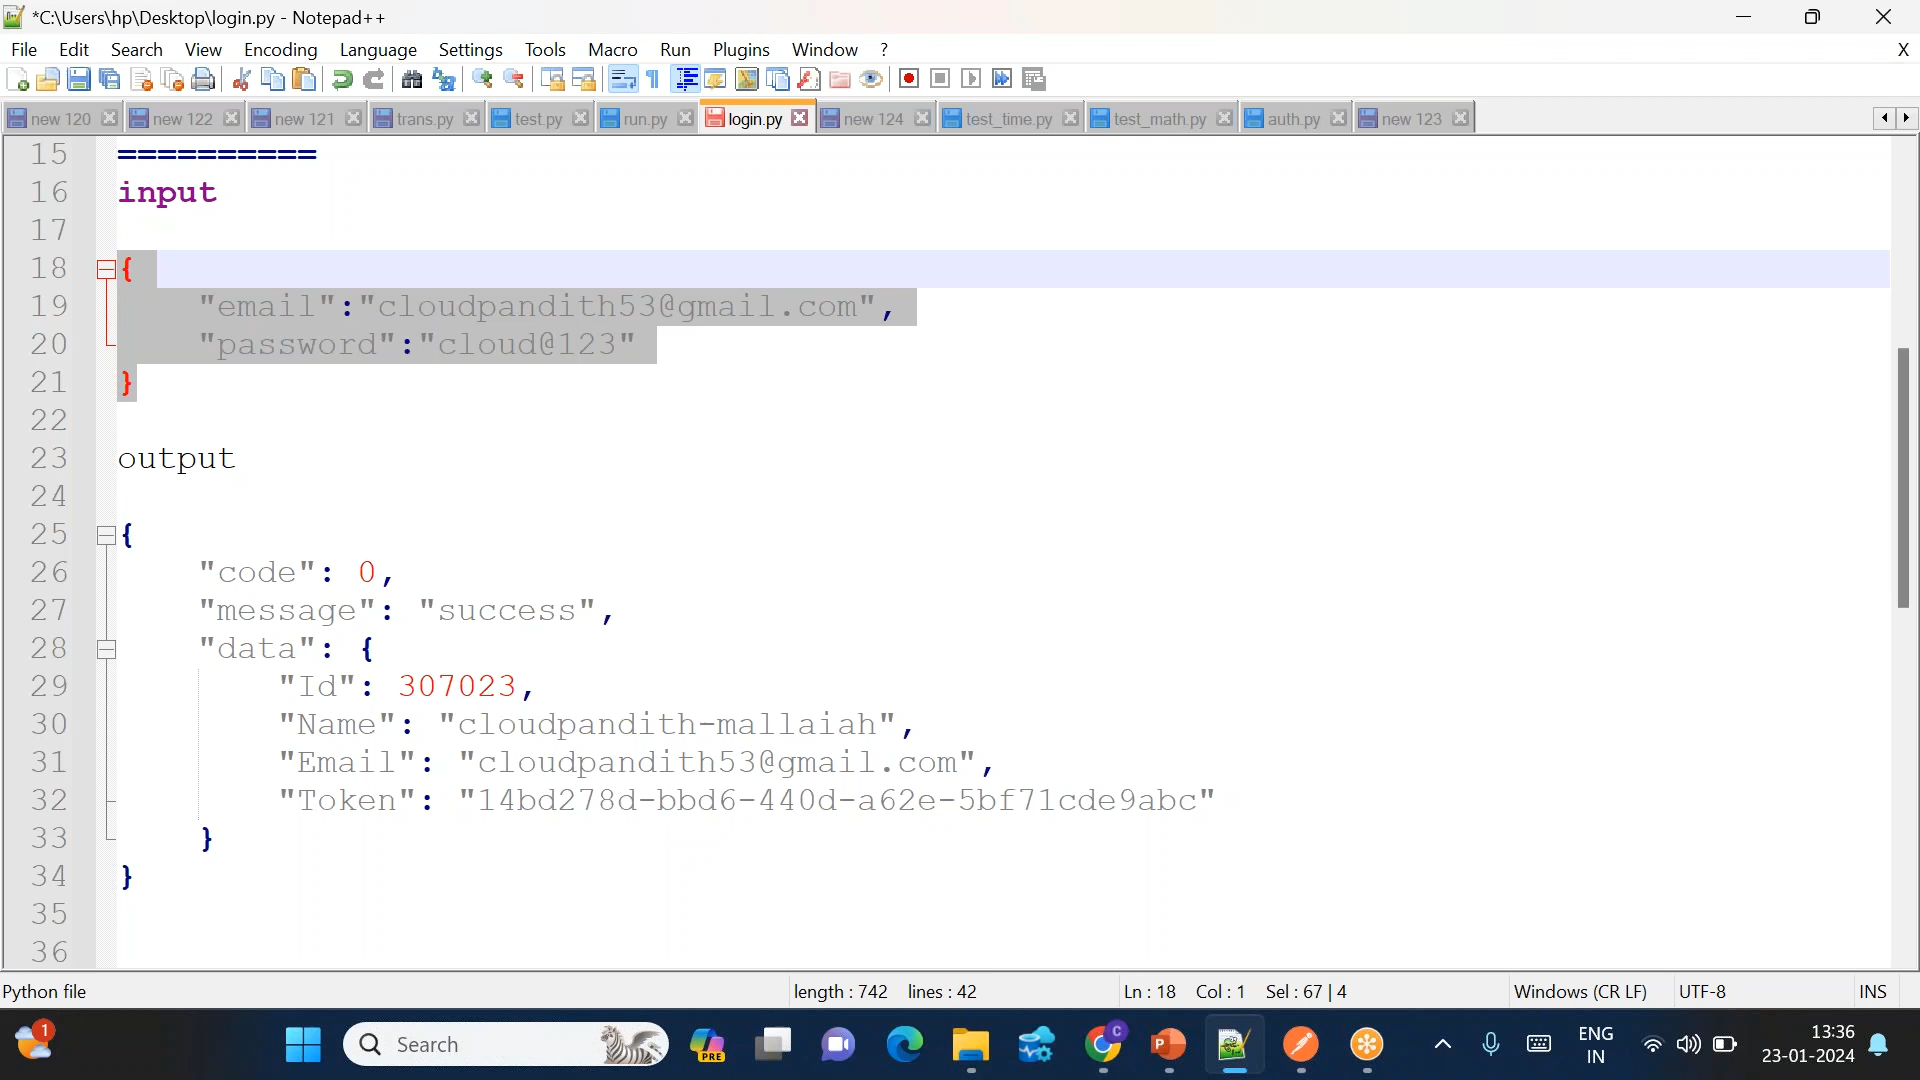 *C:\Users\hp\Desktop\login.py - Notepad++
File Edit Search View Encoding Language Settings Tools Macro Run Plugins Window ? X
new 120 new 122 new 121 trans.py test.py run.py login.py new 124 test_time.py test_math.py auth.py new 123
15 ==========
16 input
17
18 {
19 "email":"cloudpandith53@gmail.com",
20 "password":"cloud@123"
21 }
22
23 output
24
25 {
26 "code": 0,
27 "message": "success",
28 "data": {
29 "Id": 307023,
30 "Name": "cloudpandith-mallaiah",
31 "Email": "cloudpandith53@gmail.com",
32 "Token": "14bd278d-bbd6-440d-a62e-5bf71cde9abc"
33 }
34 }
35
36
Python file length : 742 lines : 42 Ln : 18 Col : 1 Sel : 67 | 4 Windows (CR LF) UTF-8 INS
1 Search PRE C ENG 13:36
IN 23-01-2024